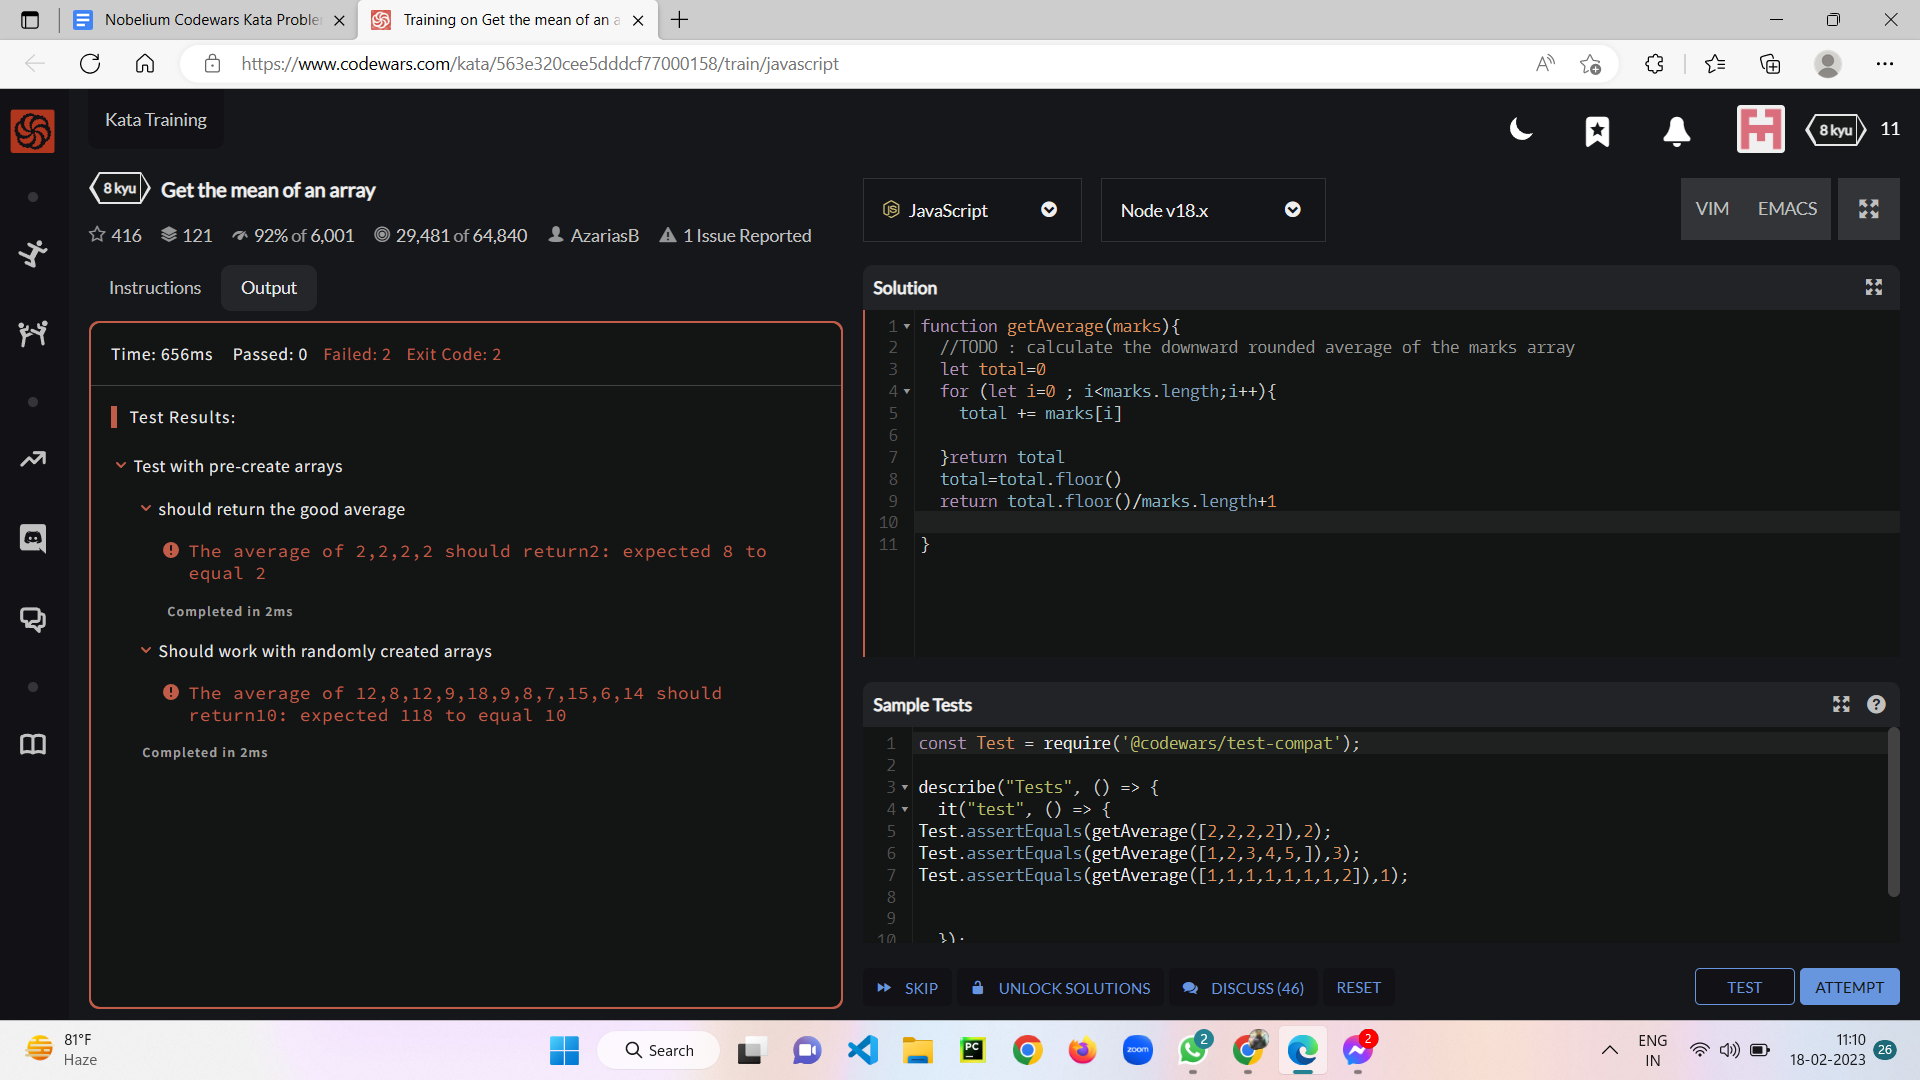 Nobelium Codewars Kata Proble
Training on Get the mean of an a
https://www.codewars.com/kata/563e320cee5dddcf77000158/train/javascript
Kata Training
8 kyu
11
8 kyu
Get the mean of an array
416
121
92% of 6,001
29,481 of 64,840
AzariasB
1 Issue Reported
JavaScript
Node v18.x
VIM
EMACS
Instructions
Output
Time: 656ms Passed: 0 Failed: 2 Exit Code: 2
Test Results:
Test with pre-create arrays
should return the good average
The average of 2,2,2,2 should return2: expected 8 to
equal 2
Completed in 2ms
Should work with randomly created arrays
The average of 12,8,12,9,18,9,8,7,15,6,14 should
return10: expected 118 to equal 10
Completed in 2ms
Solution
1 function getAverage(marks){
2 //TODO : calculate the downward rounded average of the marks array
3 let total=0
4 for (let i=0 ; i<marks.length;i++){
5 total += marks[i]
6
7 }return total
8 total=total.floor()
9 return total.floor()/marks.length+1
10
11 }
Sample Tests
1 const Test = require('@codewars/test-compat');
2
3 describe("Tests", () => {
4 it("test", () => {
5 Test.assertEquals(getAverage([2,2,2,2]),2);
6 Test.assertEquals(getAverage([1,2,3,4,5,]),3);
7 Test.assertEquals(getAverage([1,1,1,1,1,1,1,2]),1);
8
9
10 });
SKIP
UNLOCK SOLUTIONS
DISCUSS (46)
RESET
TEST
ATTEMPT
81°F
Haze
Search
PC
zoom
2
2
ENG
IN
11:10
18-02-2023
26